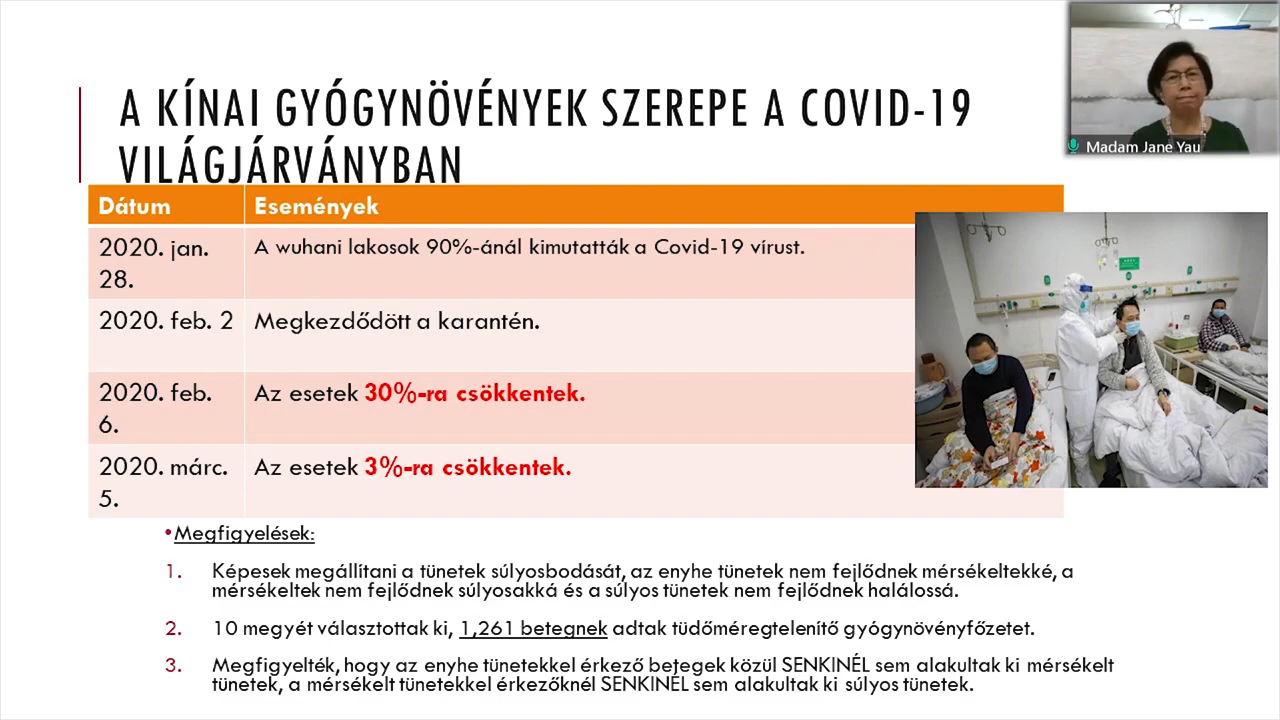 A KÍNAI GYÓGYNÖVÉNYEK SZEREPE A COVID-19
VILÁGJÁRVÁNYBAN
Madam Jane Yau
Dátum Események
2020. jan.
28.
A wuhani lakosok 90%-ánál kimutatták a Covid-19 vírust.
2020. feb. 2 Megkezdődött a karantén.
2020. feb.
6.
Az esetek 30%-ra csökkentek.
2020. márc.
5.
Az esetek 3%-ra csökkentek.
•Megfigyelések:
1. Képesek megállítani a tünetek súlyosbodását, az enyhe tünetek nem fejlődnek mérsékeltekké, a
mérsékeltek nem fejlődnek súlyosakká és a súlyos tünetek nem fejlődnek halálossá.
2. 10 megyét választottak ki, 1,261 betegnek adtak tüdőméregtelenítő gyógynövényfőzetet.
3. Megfigyelték, hogy az enyhe tünetekkel érkező betegek közül SENKINÉL sem alakultak ki mérsékelt
tünetek, a mérsékelt tünetekkel érkezőknél SENKINÉL sem alakultak ki súlyos tünetek.